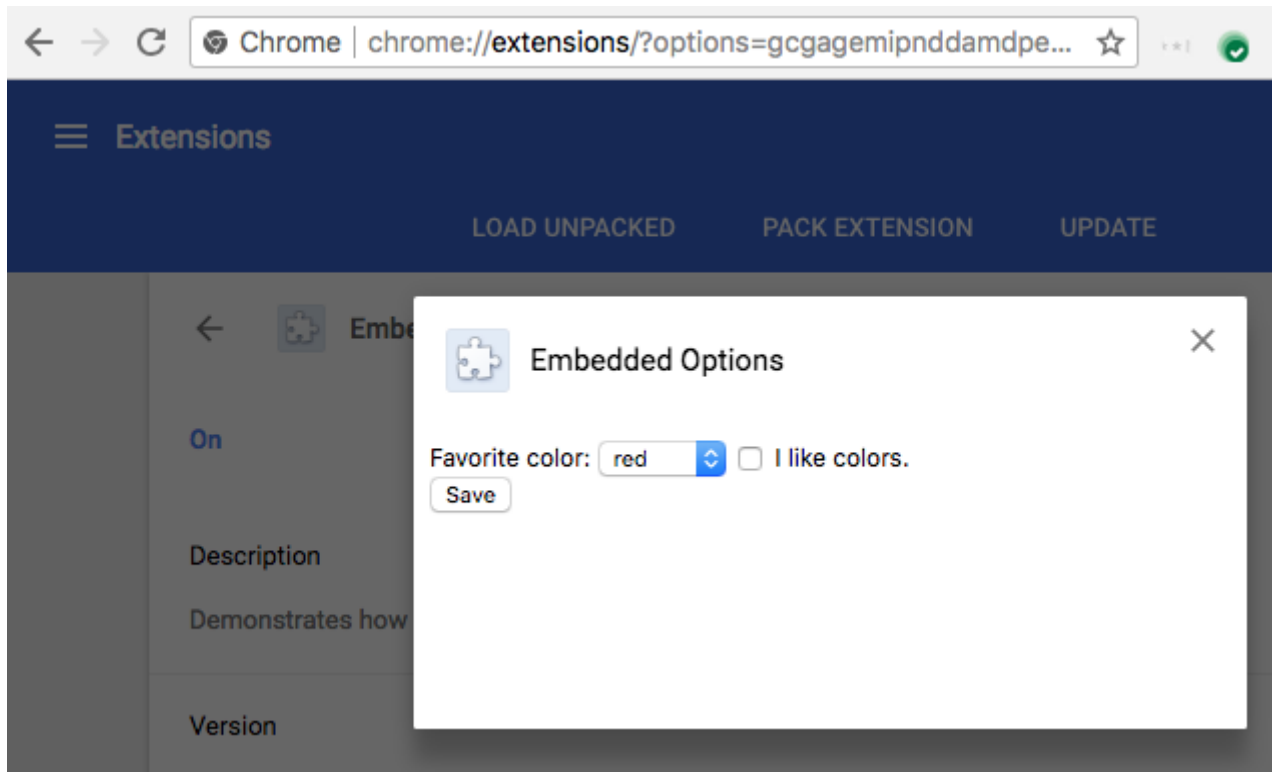 Chrome | chrome://extensions/?options=gcgagemipnddamdpe...
Extensions
LOAD UNPACKED PACK EXTENSION UPDATE
Embe
Embedded Options
On
Favorite color: red I like colors.
Save
Description
Demonstrates how
Version